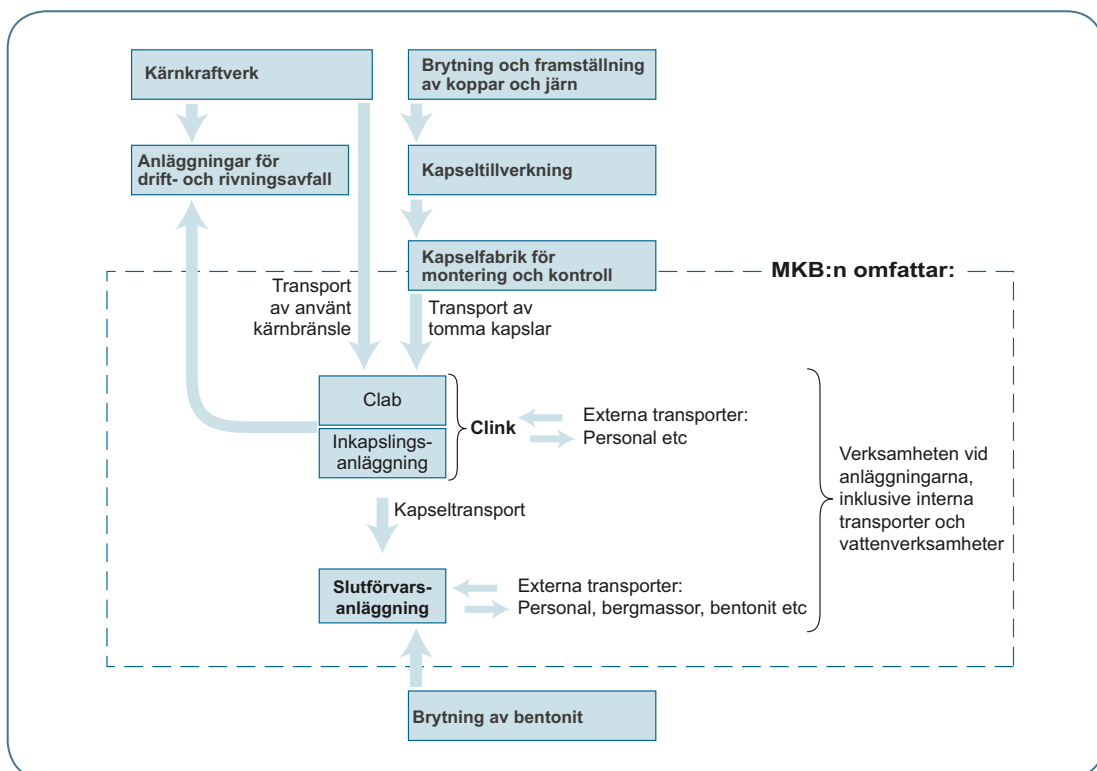 Kärnkraftverk
Brytning och framställning
av koppar och järn
Anläggningar för
drift- och rivningsavfall
Kapseltillverkning
Kapselfabrik för
montering och kontroll
MKB:n omfattar:
Transport
av använt
kärnbränsle
Transport av
tomma kapslar
Clab
Inkapslings-
anläggning
Clink
Externa transporter:
Personal etc
Verksamheten vid
anläggningarna,
inklusive interna
transporter och
vattenverksamheter
Kapseltransport
Slutförvars-
anläggning
Externa transporter:
Personal, bergmassor, bentonit etc
Brytning av bentonit